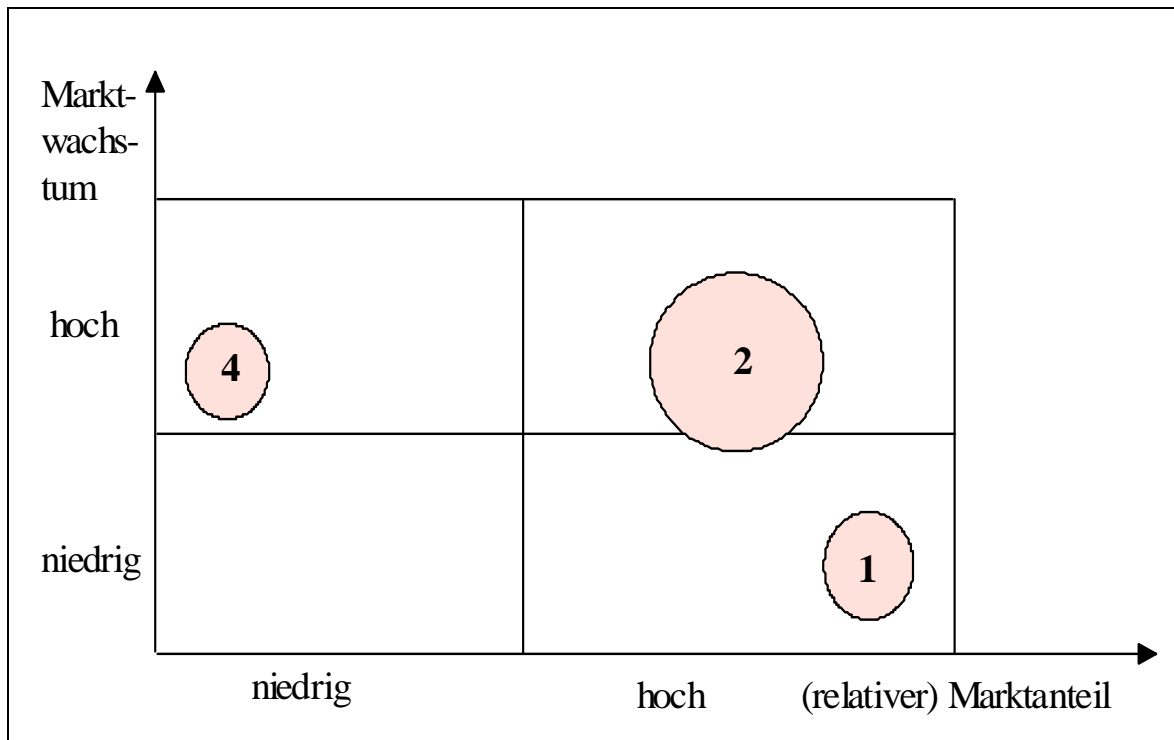 Markt-
wachs-
tum
hoch
4
2
niedrig
1
niedrig
hoch
(relativer) Marktanteil